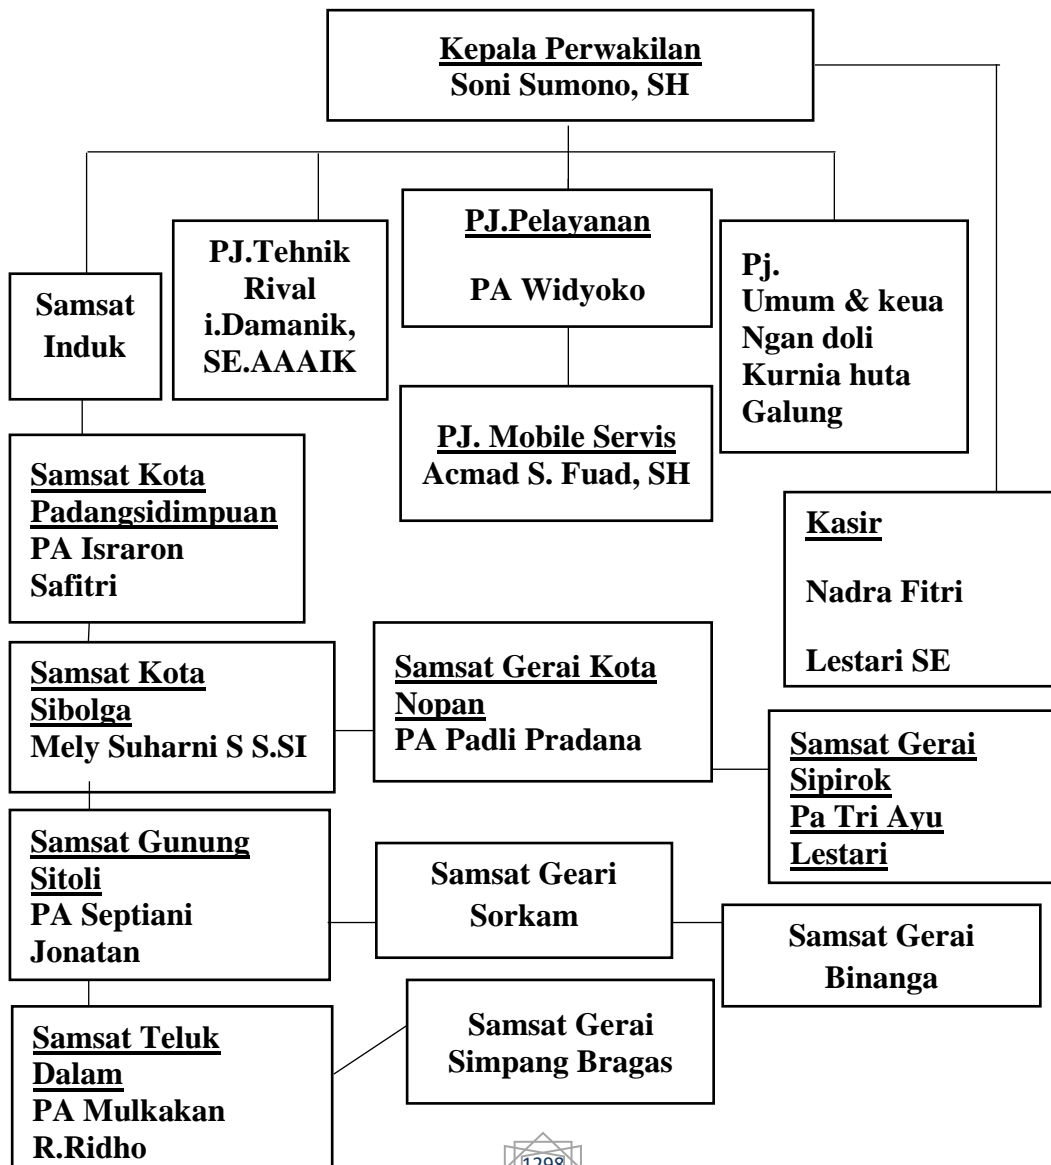 Kepala Perwakilan
Soni Sumono, SH
Samsat
Induk
PJ.Tehnik
Rival
i.Damanik,
SE.AAAIK
PJ.Pelayanan
PA Widyoko
Pj.
Umum & keua
Ngan doli
Kurnia huta
Galung
PJ. Mobile Servis
Acmad S. Fuad, SH
Samsat Kota
Padangsidimpuan
PA Israron
Safitri
Kasir
Nadra Fitri
Lestari SE
Samsat Kota
Sibolga
Mely Suharni S S.SI
Samsat Gerai Kota
Nopan
PA Padli Pradana
Samsat Gerai
Sipirok
Pa Tri Ayu
Lestari
Samsat Gunung
Sitoli
PA Septiani
Jonatan
Samsat Geari
Sorkam
Samsat Gerai
Binanga
Samsat Teluk
Dalam
PA Mulkakan
R.Ridho
Samsat Gerai
Simpang Bragas
1298